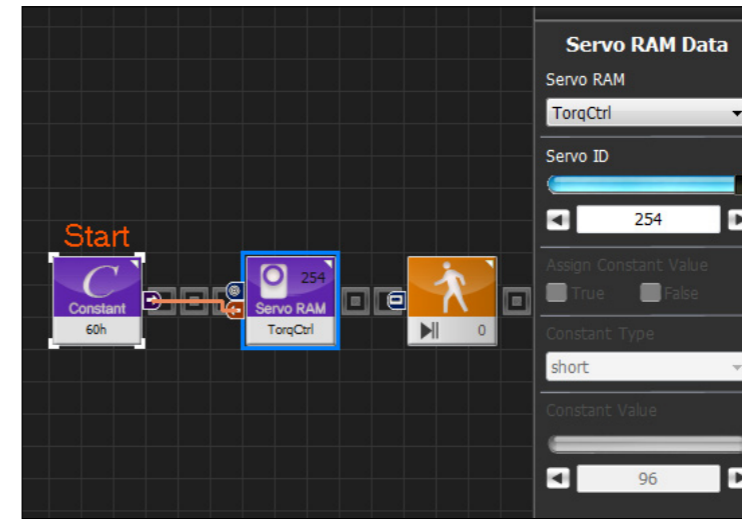 Start
C
Constant
60h
254
Servo RAM
TorqCtrl
0
Servo RAM Data
Servo RAM
TorqCtrl
Servo ID
254
Assign Constant Value
True False
Constant Type
short
Constant Value
96